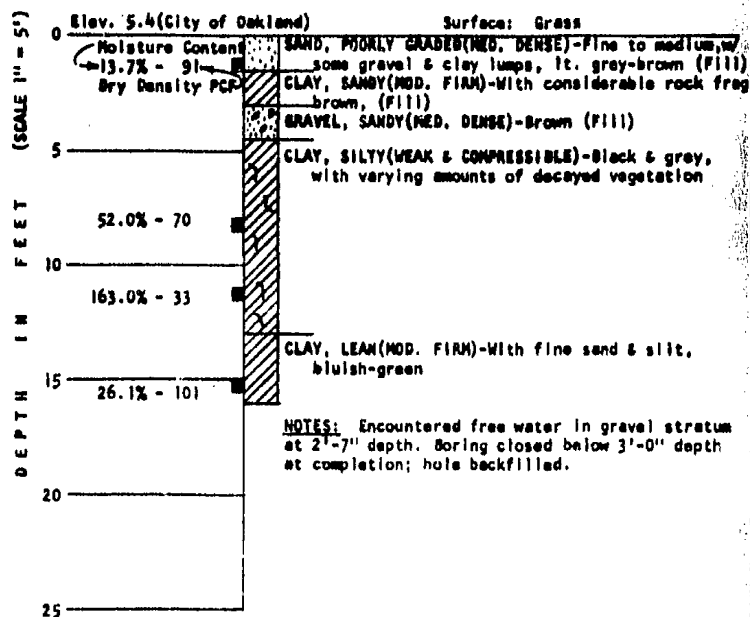 Elev. 5.4(City of Oakland) Surface: Grass
0
Moisture Content
13.7% - 91
Dry Density PCF
SAND, POORLY GRADED(MED. DENSE)-Fine to medium,w/
some gravel & clay lumps, lt. grey-brown (Fill)
CLAY, SANDY(MOD. FIRM)-With considerable rock frag
brown, (Fill)
GRAVEL, SANDY(MED. DENSE)-Brown (Fill)
5
CLAY, SILTY(WEAK & COMPRESSIBLE)-Black & grey,
with varying amounts of decayed vegetation
52.0% - 70
10
163.0% - 33
CLAY, LEAN(MOD. FIRM)-With fine sand & silt,
bluish-green
15
26.1% - 101
NOTES: Encountered free water in gravel stratum
at 2'-7" depth. Boring closed below 3'-0" depth
at completion; hole backfilled.
20
25
DEPTH IN FEET (SCALE 1" = 5')